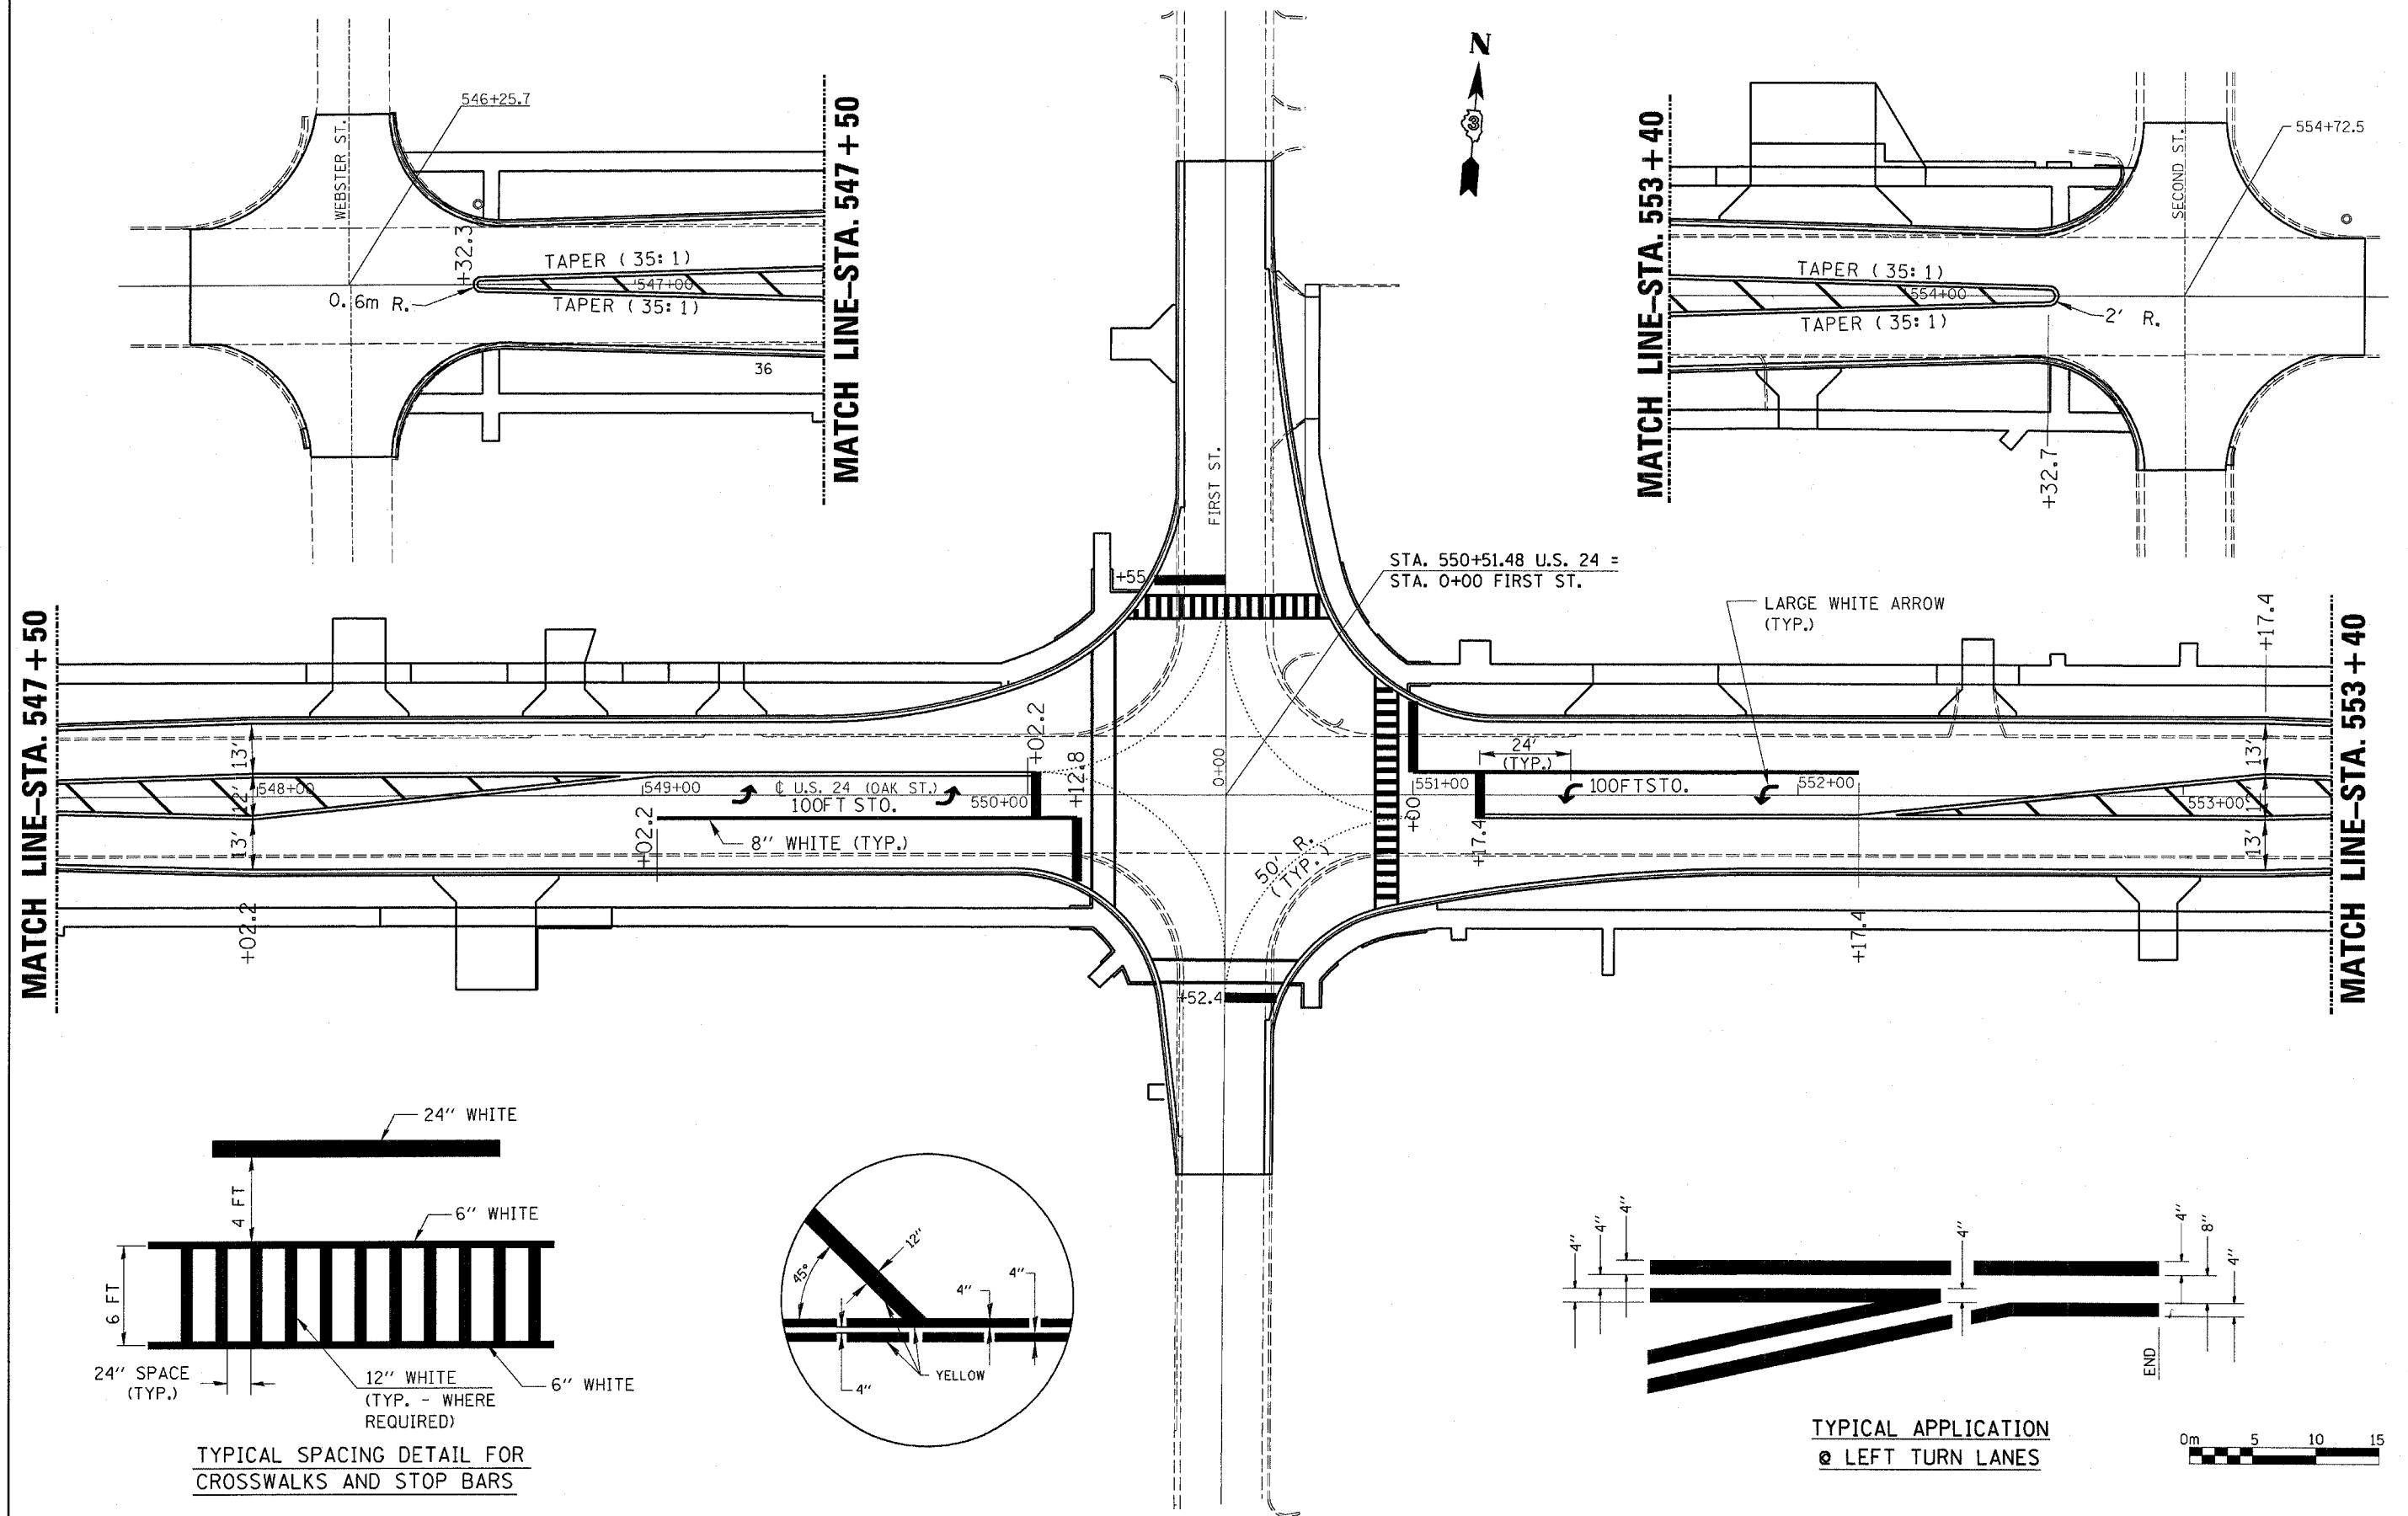 546+25.7
WEBSTER ST.
+32.3
TAPER (35:1)
547+00
0.6m R.
TAPER (35:1)
36
MATCH LINE-STA. 547+50
N
3
MATCH LINE-STA. 553+40
554+72.5
SECOND ST.
TAPER (35:1)
554+00
TAPER (35:1)
2' R.
+32.7
FIRST ST.
+55
STA. 550+51.48 U.S. 24 =
STA. 0+00 FIRST ST.
LARGE WHITE ARROW
(TYP.)
+17.4
MATCH LINE-STA. 547+50
13'
12'
13'
548+00
+02.2
549+00
+02.2
℄ U.S. 24 (OAK ST.)
100FT STO.
550+00
8" WHITE (TYP.)
+02.2
+12.8
0+00
50' R.
(TYP.)
+00
551+00
+17.4
24'
(TYP.)
100FTSTO.
552+00
+17.4
553+00
13'
12'
13'
MATCH LINE-STA. 553+40
+52.4
24" WHITE
4 FT
6" WHITE
6 FT
24" SPACE
(TYP.)
12" WHITE
(TYP. - WHERE
REQUIRED)
6" WHITE
TYPICAL SPACING DETAIL FOR
CROSSWALKS AND STOP BARS
45°
12"
4"
4"
4"
YELLOW
4"
4"
4"
4"
4"
8"
4"
END
TYPICAL APPLICATION
@ LEFT TURN LANES
0m 5 10 15